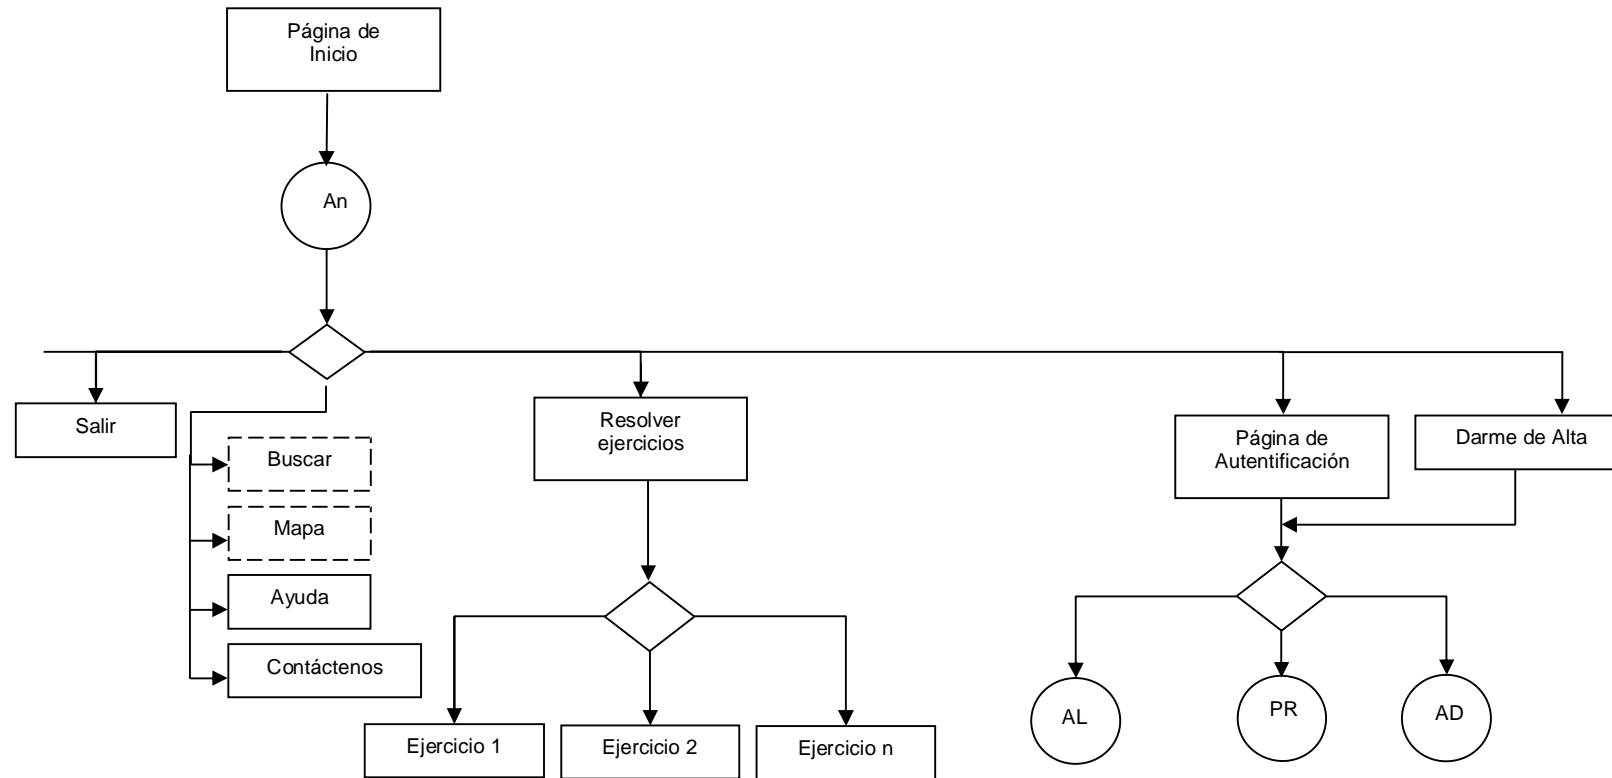 Página de
Inicio
An
Salir
Buscar
Mapa
Ayuda
Contáctenos
Resolver
ejercicios
Ejercicio 1
Ejercicio 2
Ejercicio n
Página de
Autentificación
Darme de Alta
AL
PR
AD